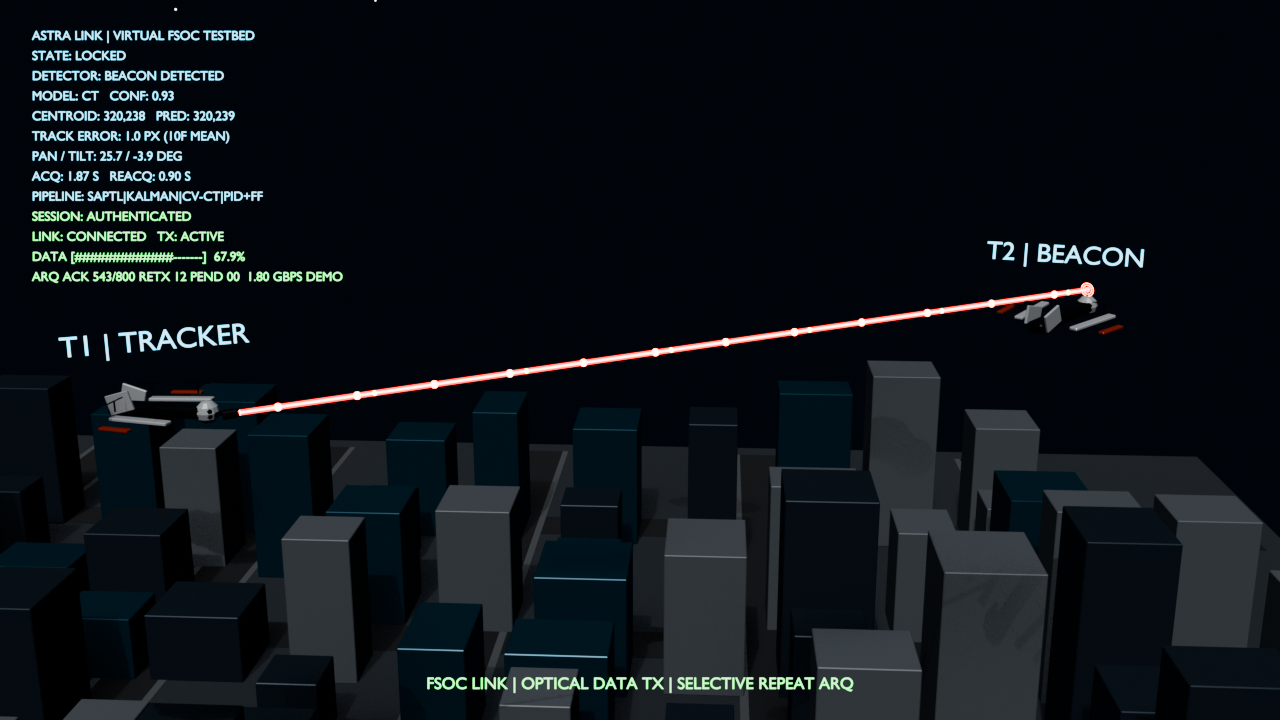 ASTRA LINK | VIRTUAL FSOC TESTBED
STATE: LOCKED
DETECTOR: BEACON DETECTED
MODEL: CT CONF: 0.93
CENTROID: 320,238 PRED: 320,239
TRACK ERROR: 1.0 PX (10F MEAN)
PAN / TILT: 25.7 / -3.9 DEG
ACQ: 1.87 S REACQ: 0.90 S
PIPELINE: SAPTL|KALMAN|CV-CT|PID+FF
SESSION: AUTHENTICATED
LINK: CONNECTED TX: ACTIVE
DATA [###############-------] 67.9%
ARQ ACK 543/800 RETX 12 PEND 00 1.80 GBPS DEMO
T2 | BEACON
T1 | TRACKER
FSOC LINK | OPTICAL DATA TX | SELECTIVE REPEAT ARQ